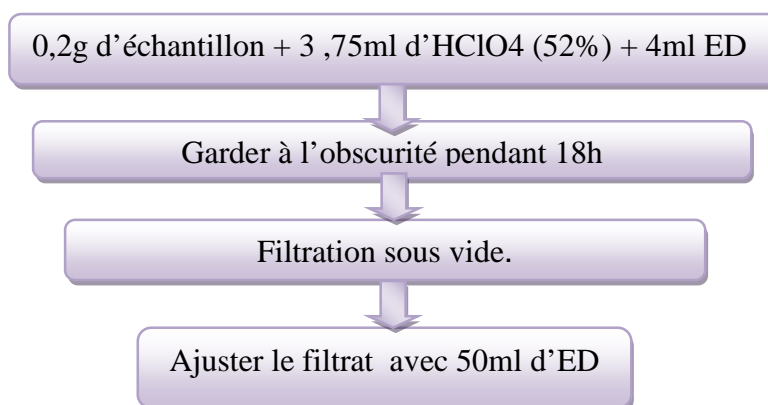 0,2g d’échantillon + 3 ,75ml d’HClO4 (52%) + 4ml ED
Garder à l’obscurité pendant 18h
Filtration sous vide.
Ajuster le filtrat avec 50ml d’ED